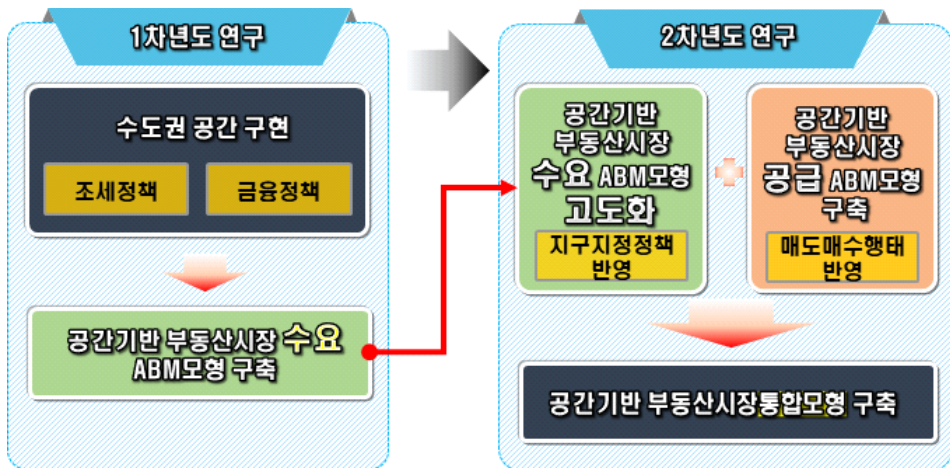 1차년도 연구
수도권 공간 구현
조세정책
금융정책
공간기반 부동산시장 수요
ABM모형 구축
2차년도 연구
공간기반
부동산시장
수요 ABM모형
고도화
지구지정정책
반영
공간기반
부동산시장
공급 ABM모형
구축
매도매수행태
반영
공간기반 부동산시장통합모형 구축